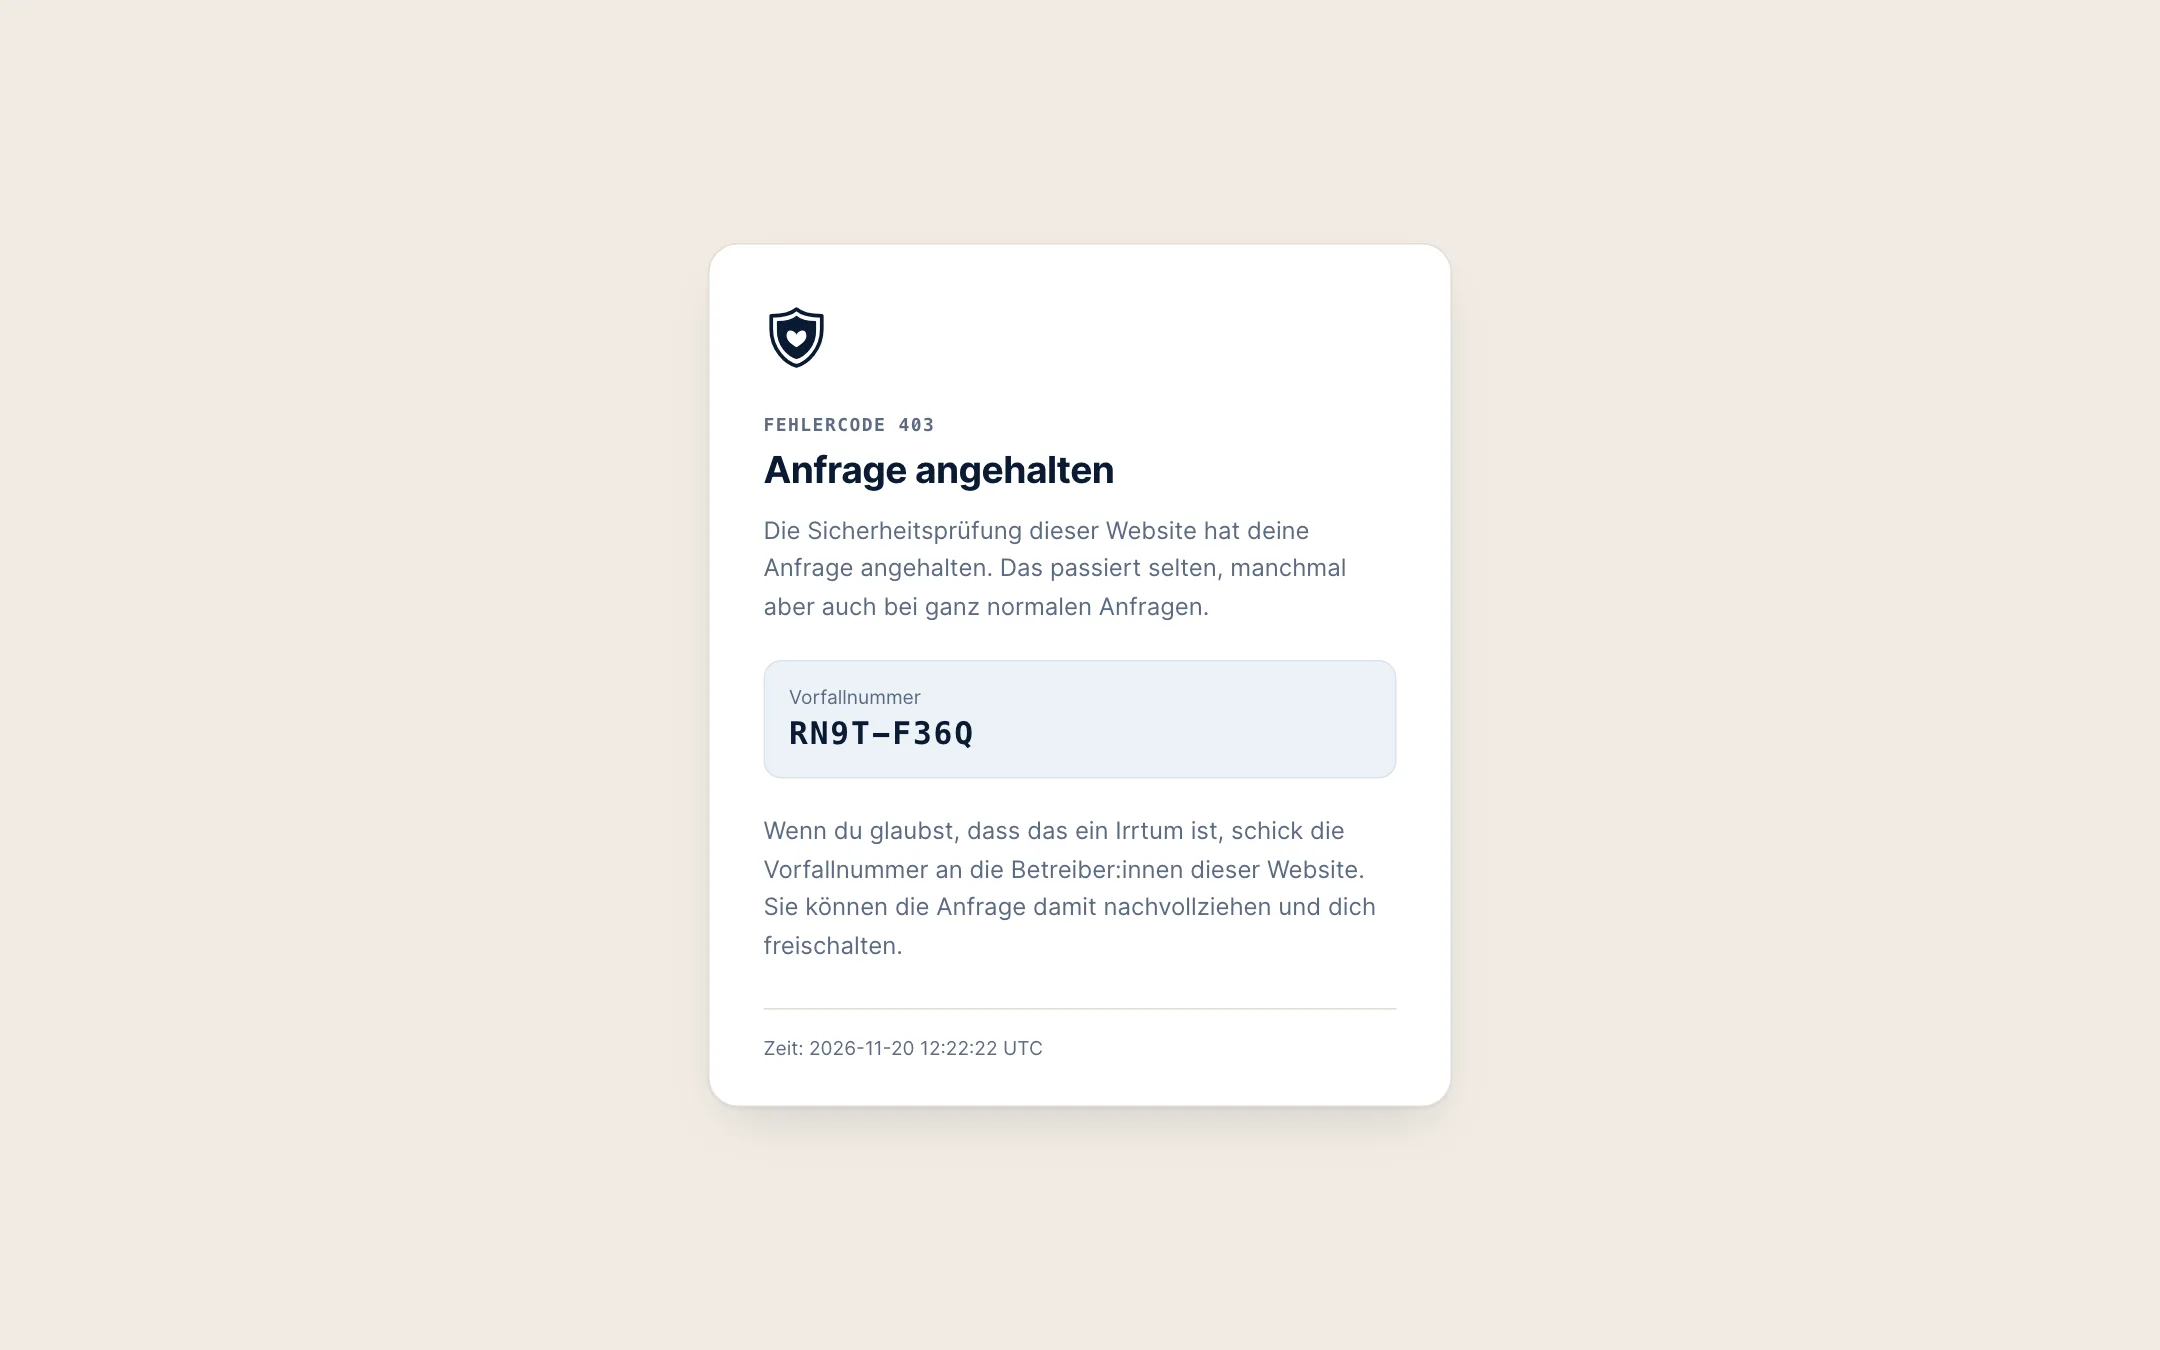 FEHLERCODE 403
Anfrage angehalten
Die Sicherheitsprüfung dieser Website hat deine
Anfrage angehalten. Das passiert selten, manchmal
aber auch bei ganz normalen Anfragen.
Vorfallnummer
RN9T–F36Q
Wenn du glaubst, dass das ein Irrtum ist, schick die
Vorfallnummer an die Betreiber:innen dieser Website.
Sie können die Anfrage damit nachvollziehen und dich
freischalten.
Zeit: 2026-11-20 12:22:22 UTC